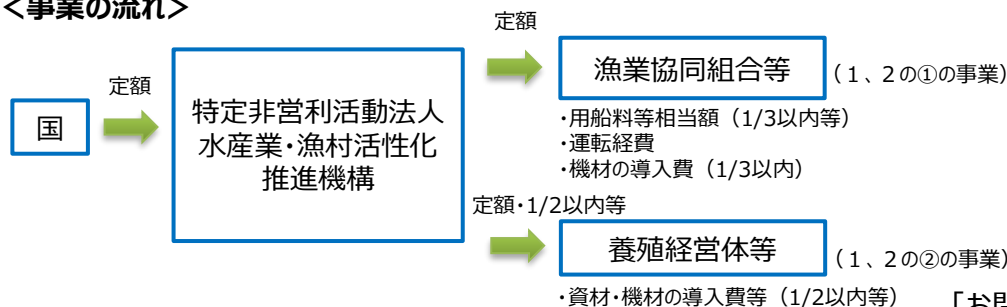 <事業の流れ>
定額
定額
国
特定非営利活動法人
水産業・漁村活性化
推進機構
漁業協同組合等
(1、2の①の事業)
・用船料等相当額(1/3以内等)
・運転経費
・機材の導入費(1/3以内)
定額・1/2以内等
養殖経営体等
(1、2の②の事業)
・資材・機材の導入費等(1/2以内等)